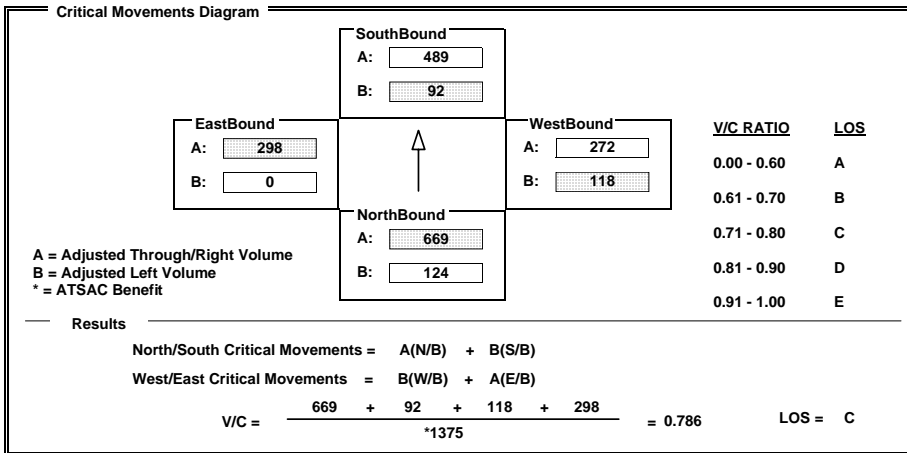 Critical Movements Diagram
SouthBound
A: 489
B: 92
EastBound
A: 298
B: 0
WestBound
A: 272
B: 118
NorthBound
A: 669
B: 124
V/C RATIO LOS
0.00 - 0.60 A
0.61 - 0.70 B
0.71 - 0.80 C
0.81 - 0.90 D
0.91 - 1.00 E
A = Adjusted Through/Right Volume
B = Adjusted Left Volume
* = ATSAC Benefit
Results
North/South Critical Movements = A(N/B) + B(S/B)
West/East Critical Movements = B(W/B) + A(E/B)
V/C = 669 + 92 + 118 + 298 = 0.786 LOS = C
*1375